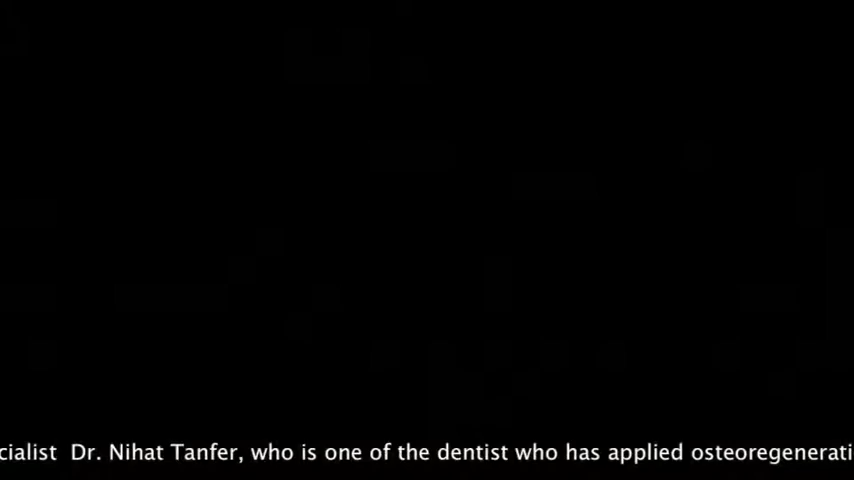 cialist Dr. Nihat Tanfer, who is one of the dentist who has applied osteoregenerati